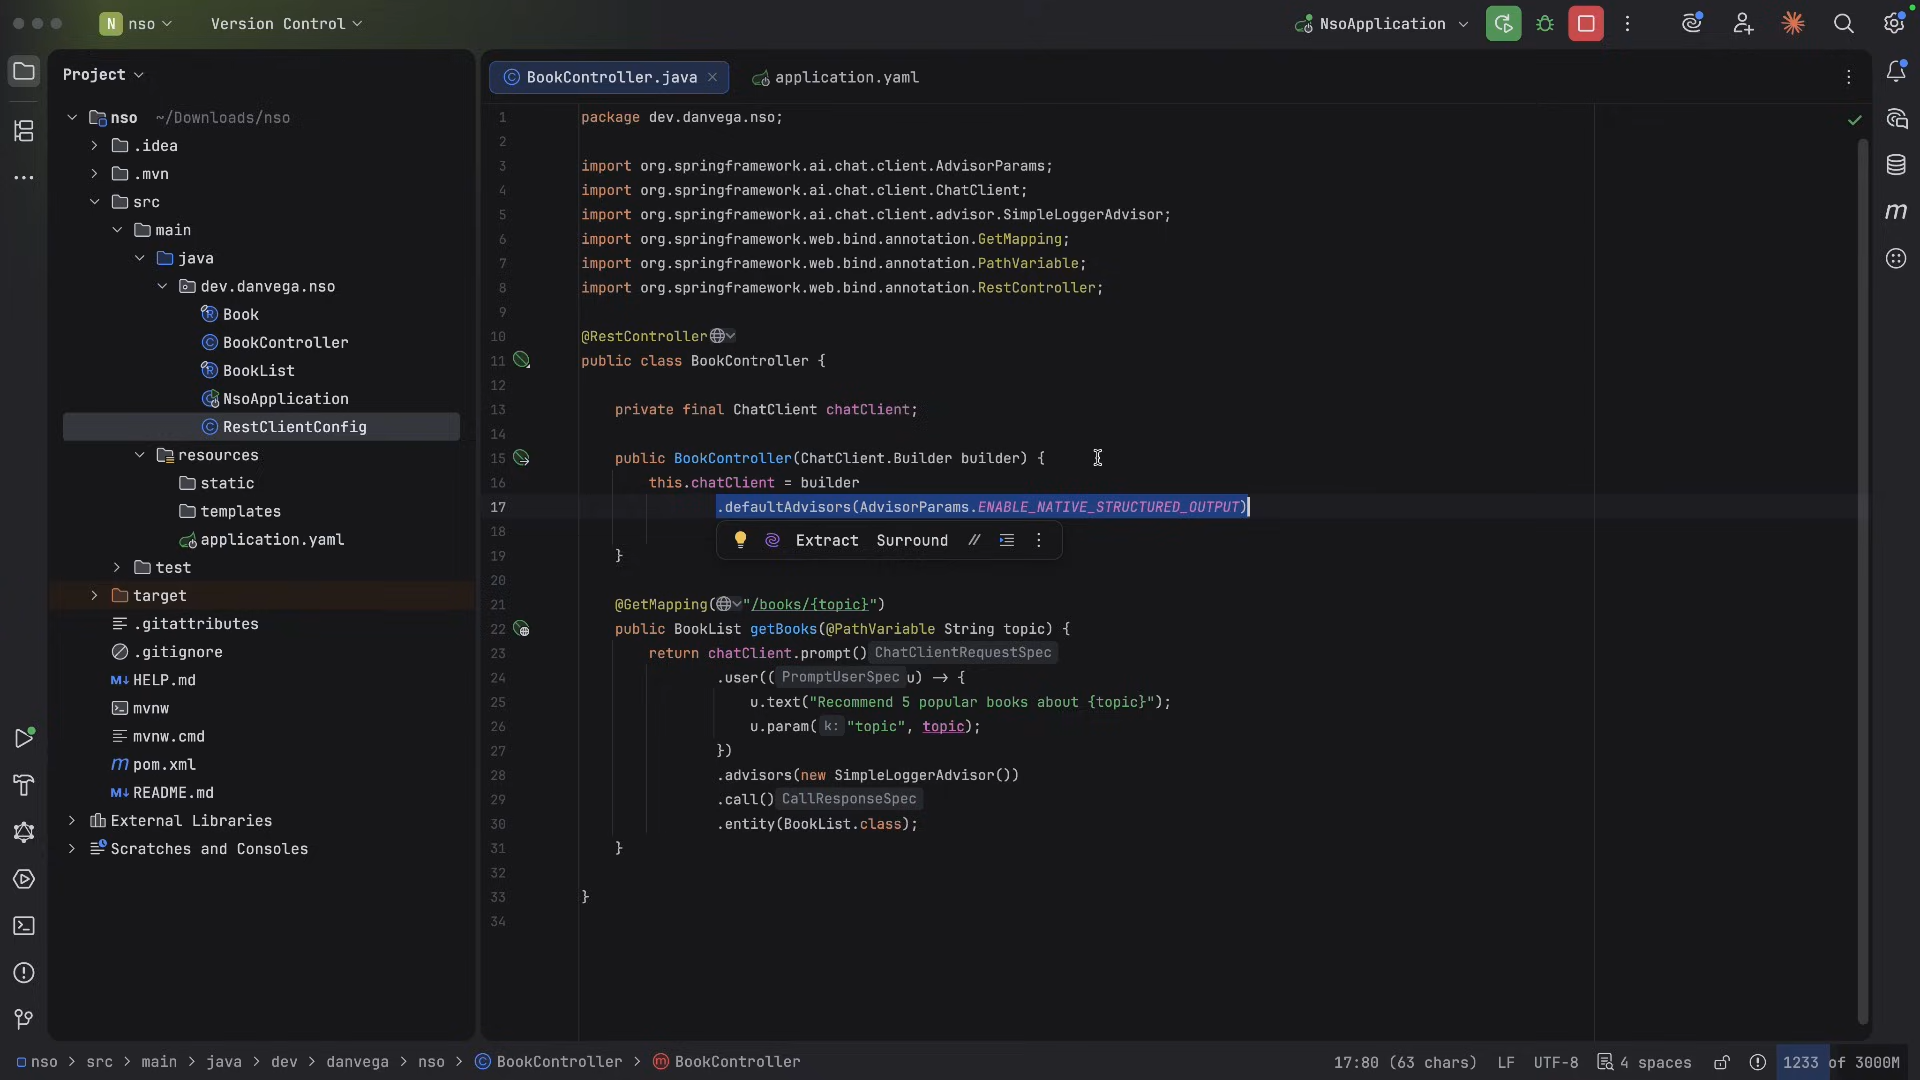 N nso
Version Control
NsoApplication
Project
BookController.java
application.yaml
nso ~/Downloads/nso
.idea
.mvn
src
main
java
dev.danvega.nso
Book
BookController
BookList
NsoApplication
RestClientConfig
resources
static
templates
application.yaml
test
target
.gitattributes
.gitignore
M↓ HELP.md
mvnw
mvnw.cmd
m pom.xml
M↓ README.md
External Libraries
Scratches and Consoles
1 package dev.danvega.nso;
2
3 import org.springframework.ai.chat.client.AdvisorParams;
4 import org.springframework.ai.chat.client.ChatClient;
5 import org.springframework.ai.chat.client.advisor.SimpleLoggerAdvisor;
6 import org.springframework.web.bind.annotation.GetMapping;
7 import org.springframework.web.bind.annotation.PathVariable;
8 import org.springframework.web.bind.annotation.RestController;
9
10 @RestController
11 public class BookController {
12
13 private final ChatClient chatClient;
14
15 public BookController(ChatClient.Builder builder) {
16 this.chatClient = builder
17 .defaultAdvisors(AdvisorParams.ENABLE_NATIVE_STRUCTURED_OUTPUT)
18 Extract Surround //
19 }
20
21 @GetMapping("/books/{topic}")
22 public BookList getBooks(@PathVariable String topic) {
23 return chatClient.prompt() ChatClientRequestSpec
24 .user((PromptUserSpec u) → {
25 u.text("Recommend 5 popular books about {topic}");
26 u.param(k: "topic", topic);
27 })
28 .advisors(new SimpleLoggerAdvisor())
29 .call() CallResponseSpec
30 .entity(BookList.class);
31 }
32
33 }
34
m
nso > src > main > java > dev > danvega > nso > BookController > BookController
17:80 (63 chars) LF UTF-8 4 spaces 1233 of 3000M